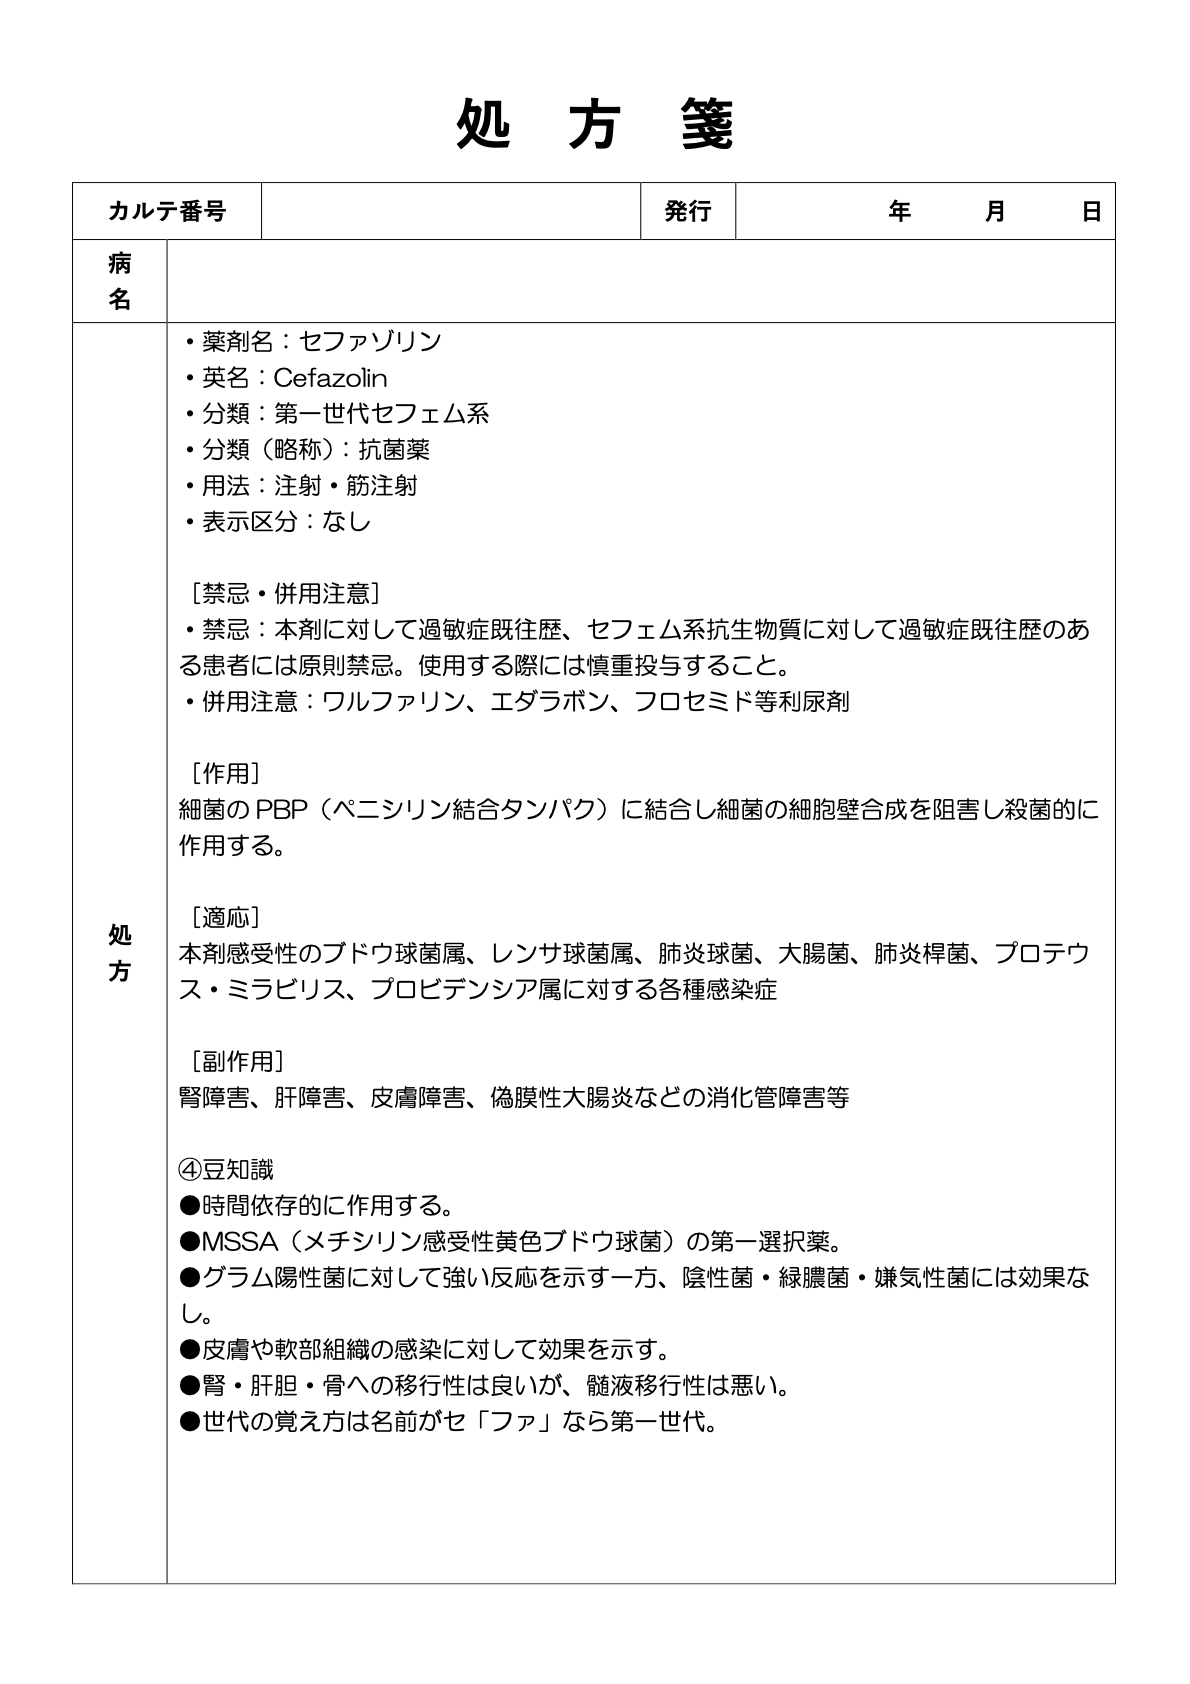 処　方　箋
カルテ番号　発行　年　月　日
病
名
・薬剤名：セファゾリン
・英名：Cefazolin
・分類：第一世代セフェム系
・分類（略称）：抗菌薬
・用法：注射・筋注射
・表示区分：なし
［禁忌・併用注意］
・禁忌：本剤に対して過敏症既往歴、セフェム系抗生物質に対して過敏症既往歴のあ
る患者には原則禁忌。使用する際には慎重投与すること。
・併用注意：ワルファリン、エダラボン、フロセミド等利尿剤
［作用］
細菌の PBP（ペニシリン結合タンパク）に結合し細菌の細胞壁合成を阻害し殺菌的に
作用する。
［適応］
処
方
本剤感受性のブドウ球菌属、レンサ球菌属、肺炎球菌、大腸菌、肺炎桿菌、プロテウ
ス・ミラビリス、プロビデンシア属に対する各種感染症
［副作用］
腎障害、肝障害、皮膚障害、偽膜性大腸炎などの消化管障害等
④豆知識
●時間依存的に作用する。
●MSSA（メチシリン感受性黄色ブドウ球菌）の第一選択薬。
●グラム陽性菌に対して強い反応を示す一方、陰性菌・緑膿菌・嫌気性菌には効果な
し。
●皮膚や軟部組織の感染に対して効果を示す。
●腎・肝胆・骨への移行性は良いが、髄液移行性は悪い。
●世代の覚え方は名前がセ「ファ」なら第一世代。